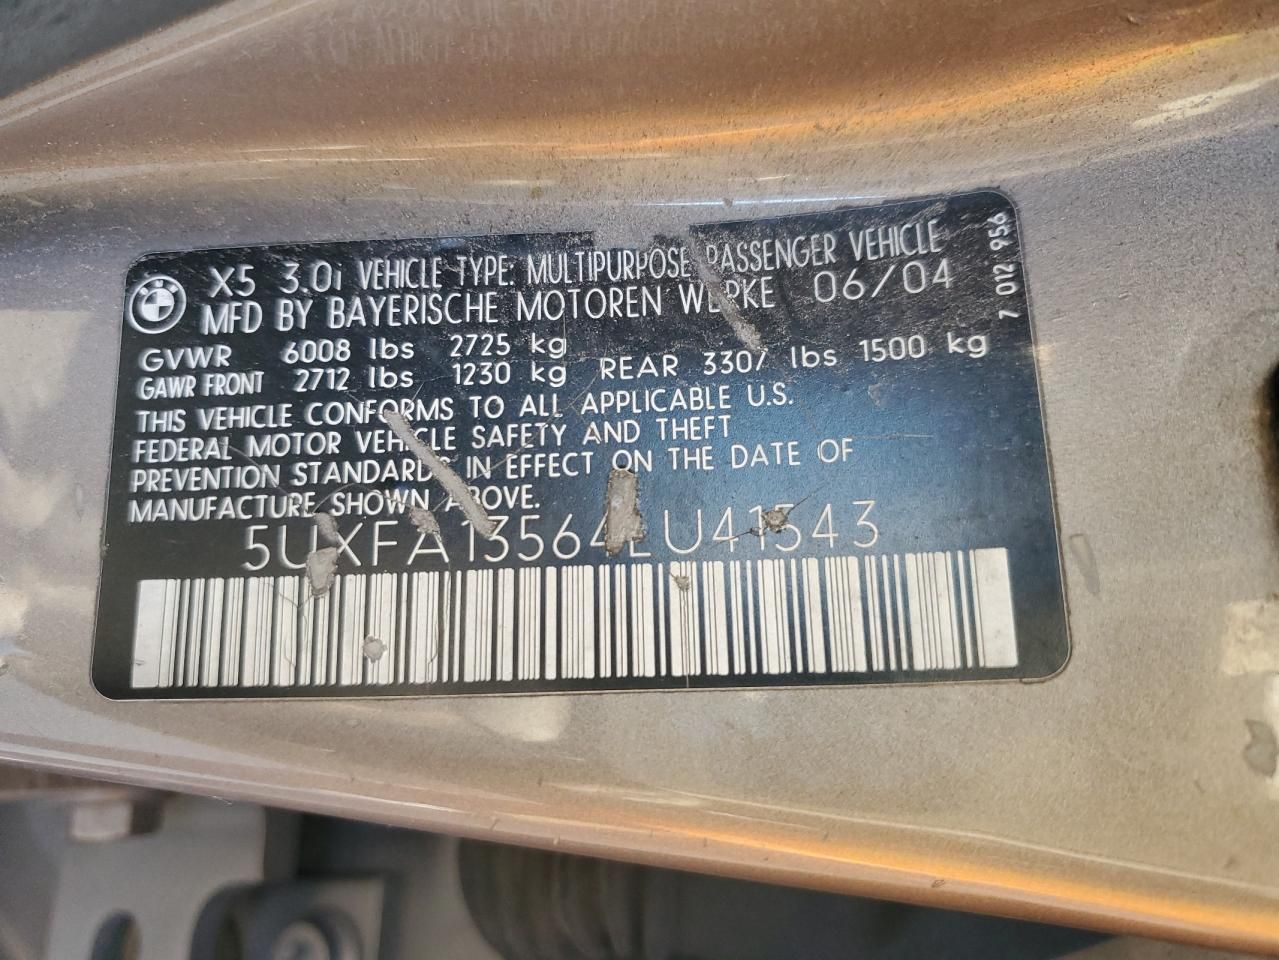 X5 3.0i VEHICLE TYPE: MULTIPURPOSE PASSENGER VEHICLE
MFD BY BAYERISCHE MOTOREN WERKE 06/04
GVWR 6008 lbs 2725 kg
GAWR FRONT 2712 lbs 1230 kg REAR 3307 lbs 1500 kg
THIS VEHICLE CONFORMS TO ALL APPLICABLE U.S.
FEDERAL MOTOR VEHICLE SAFETY AND THEFT
PREVENTION STANDARDS IN EFFECT ON THE DATE OF
MANUFACTURE SHOWN ABOVE.
5UXFA13564LU41343
7 012 956